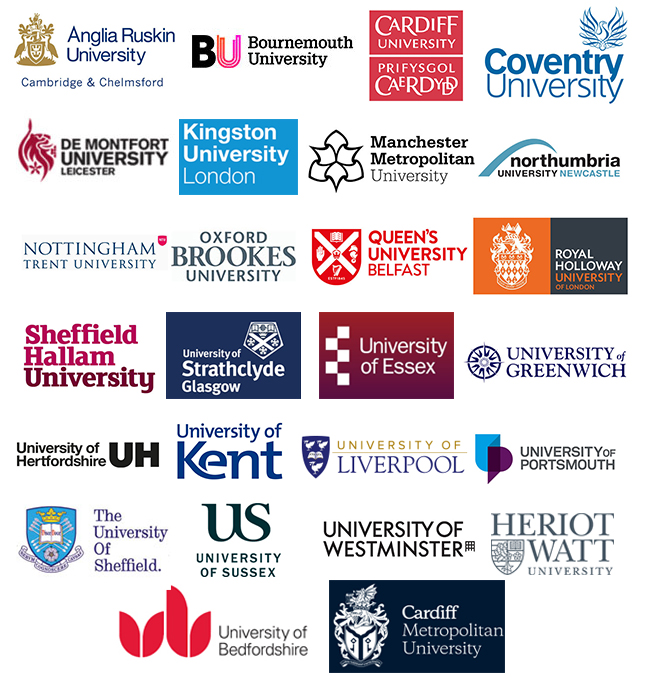 Anglia Ruskin
University
Cambridge & Chelmsford
BU
Bournemouth
University
CARDIFF
UNIVERSITY
PRIFYSGOL
CAERDYDD
Coventry
University
DE MONTFORT
UNIVERSITY
LEICESTER
Kingston
University
London
Manchester
Metropolitan
University
northumbria
UNIVERSITY NEWCASTLE
NOTTINGHAM
TRENT UNIVERSITY
OXFORD
BROOKES
UNIVERSITY
QUEEN'S
UNIVERSITY
BELFAST
ROYAL
HOLLOWAY
UNIVERSITY
OF LONDON
Sheffield
Hallam
University
University of
Strathclyde
Glasgow
University
of Essex
UNIVERSITY of
GREENWICH
University of
Hertfordshire
UH
University of
Kent
UNIVERSITY OF
LIVERPOOL
UNIVERSITY OF
PORTSMOUTH
The
University
Of
Sheffield.
US
UNIVERSITY
OF SUSSEX
UNIVERSITY OF
WESTMINSTER
HERIOT
WATT
UNIVERSITY
University of
Bedfordshire
Cardiff
Metropolitan
University